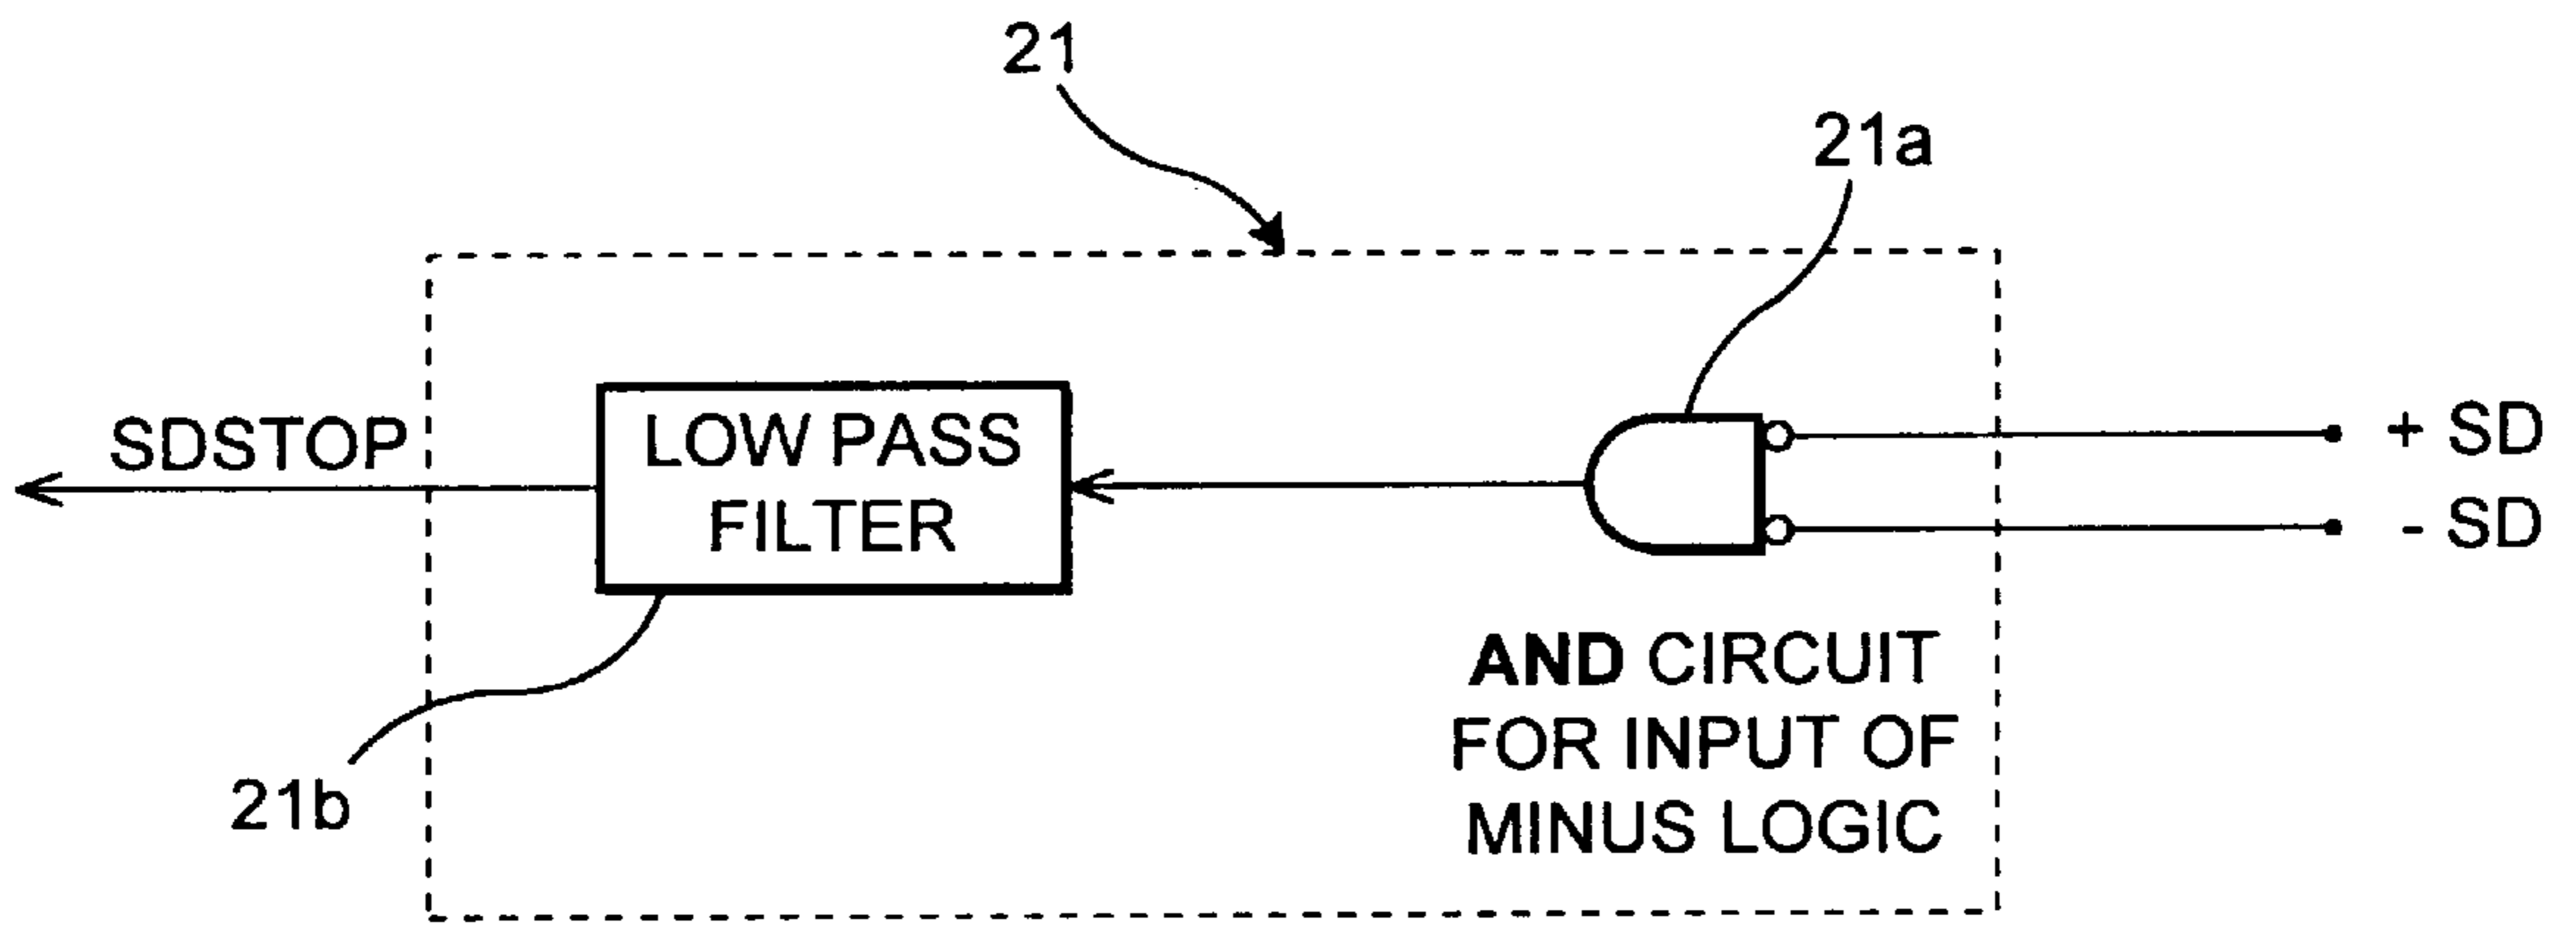 21
21a
SDSTOP
LOW PASS
FILTER
+ SD
- SD
AND CIRCUIT
FOR INPUT OF
MINUS LOGIC
21b